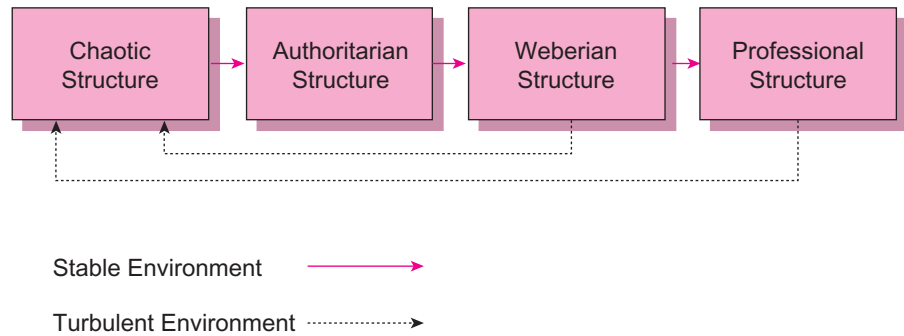 Chaotic
Structure
Authoritarian
Structure
Weberian
Structure
Professional
Structure
Stable Environment
Turbulent Environment